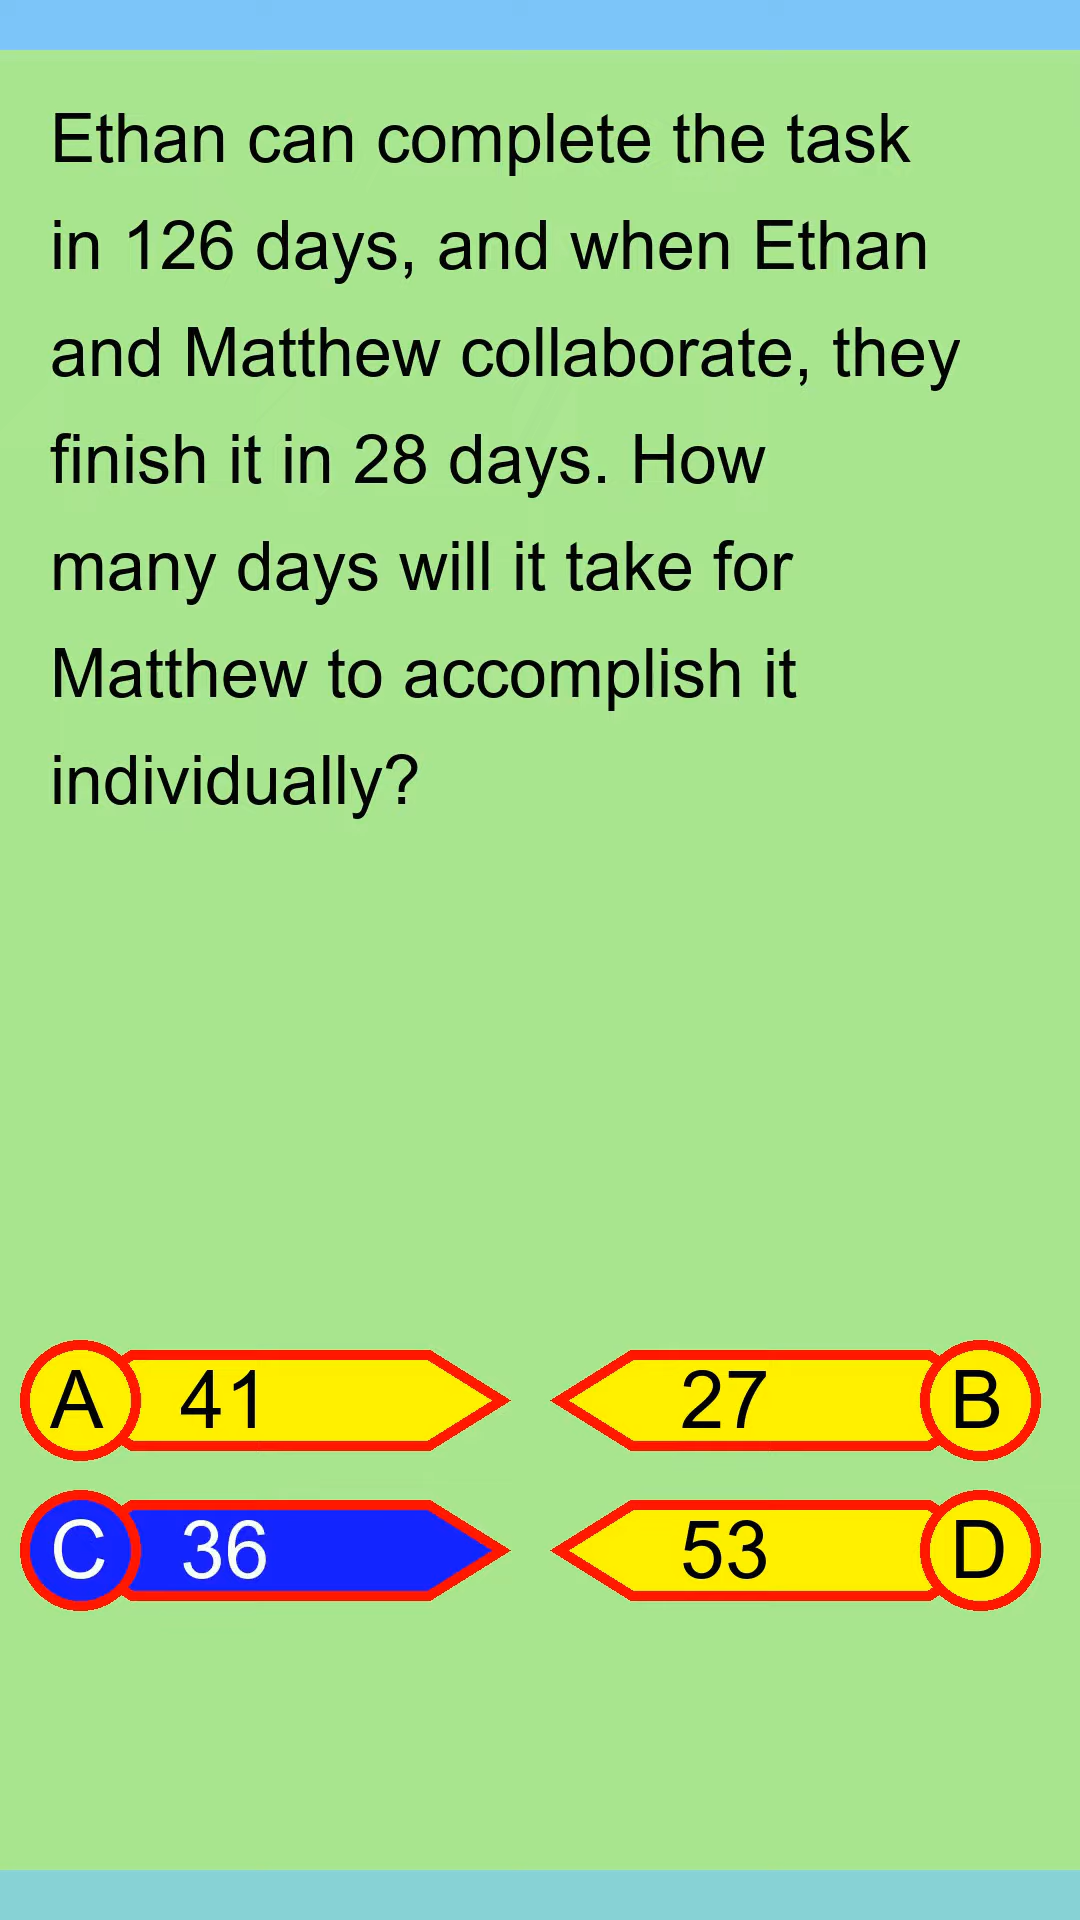 Ethan can complete the task
in 126 days, and when Ethan
and Matthew collaborate, they
finish it in 28 days. How
many days will it take for
Matthew to accomplish it
individually?
A 41
27 B
C 36
53 D